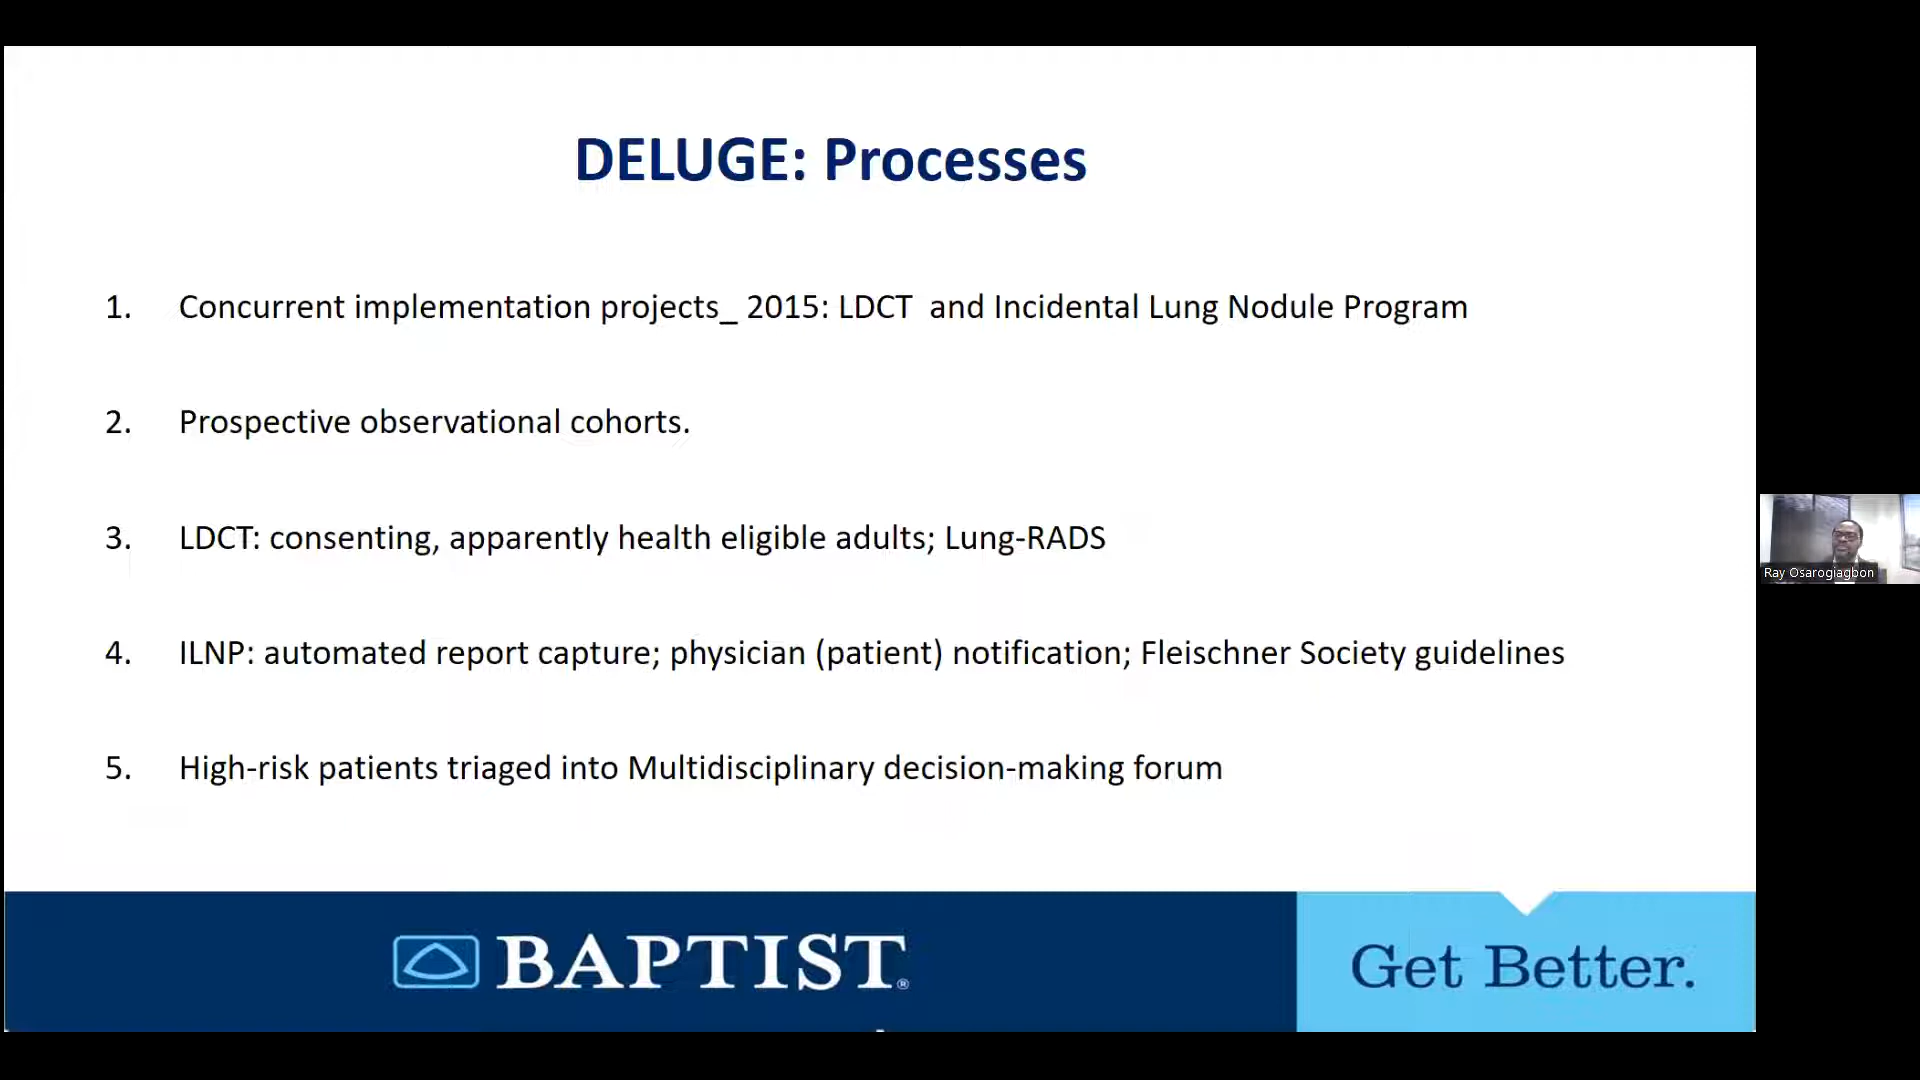 DELUGE: Processes
1. Concurrent implementation projects_ 2015: LDCT  and Incidental Lung Nodule Program
2. Prospective observational cohorts.
3. LDCT: consenting, apparently health eligible adults; Lung-RADS
4. ILNP: automated report capture; physician (patient) notification; Fleischner Society guidelines
5. High-risk patients triaged into Multidisciplinary decision-making forum
Ray Osarogiagbon
BAPTIST®
Get Better.